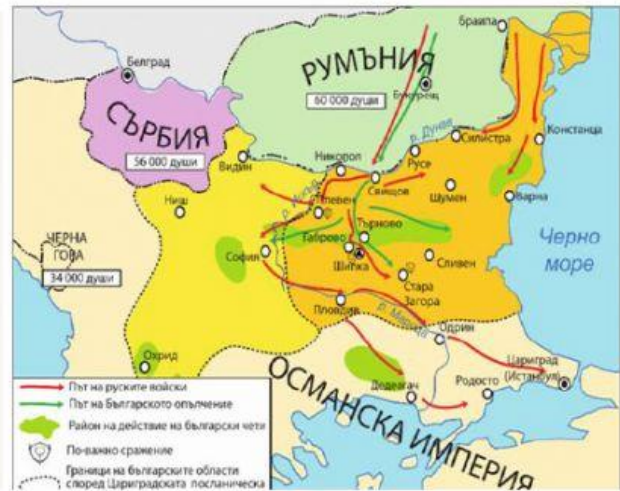 Браила
Белград
РУМЪНИЯ
60 000 души
Букурещ
СЪРБИЯ
56 000 души
р. Дунав
Силистра
Констанца
Видин
Никопол
Русе
Свищов
Ниш
Плевен
Шумен
Варна
Търново
ЧЕРНА
ГОРА
34 000 души
Габрово
София
Шипка
Сливен
Черно
море
Стара
Загора
Пловдив
р. Марица
Одрин
Охрид
Цариград
(Истанбул)
Дедеагач
Родосто
ОСМАНСКА ИМПЕРИЯ
Път на руските войски
Път на Българското опълчение
Район на действие на български чети
По-важно сражение
Граници на българските области
според Цариградската посланическа